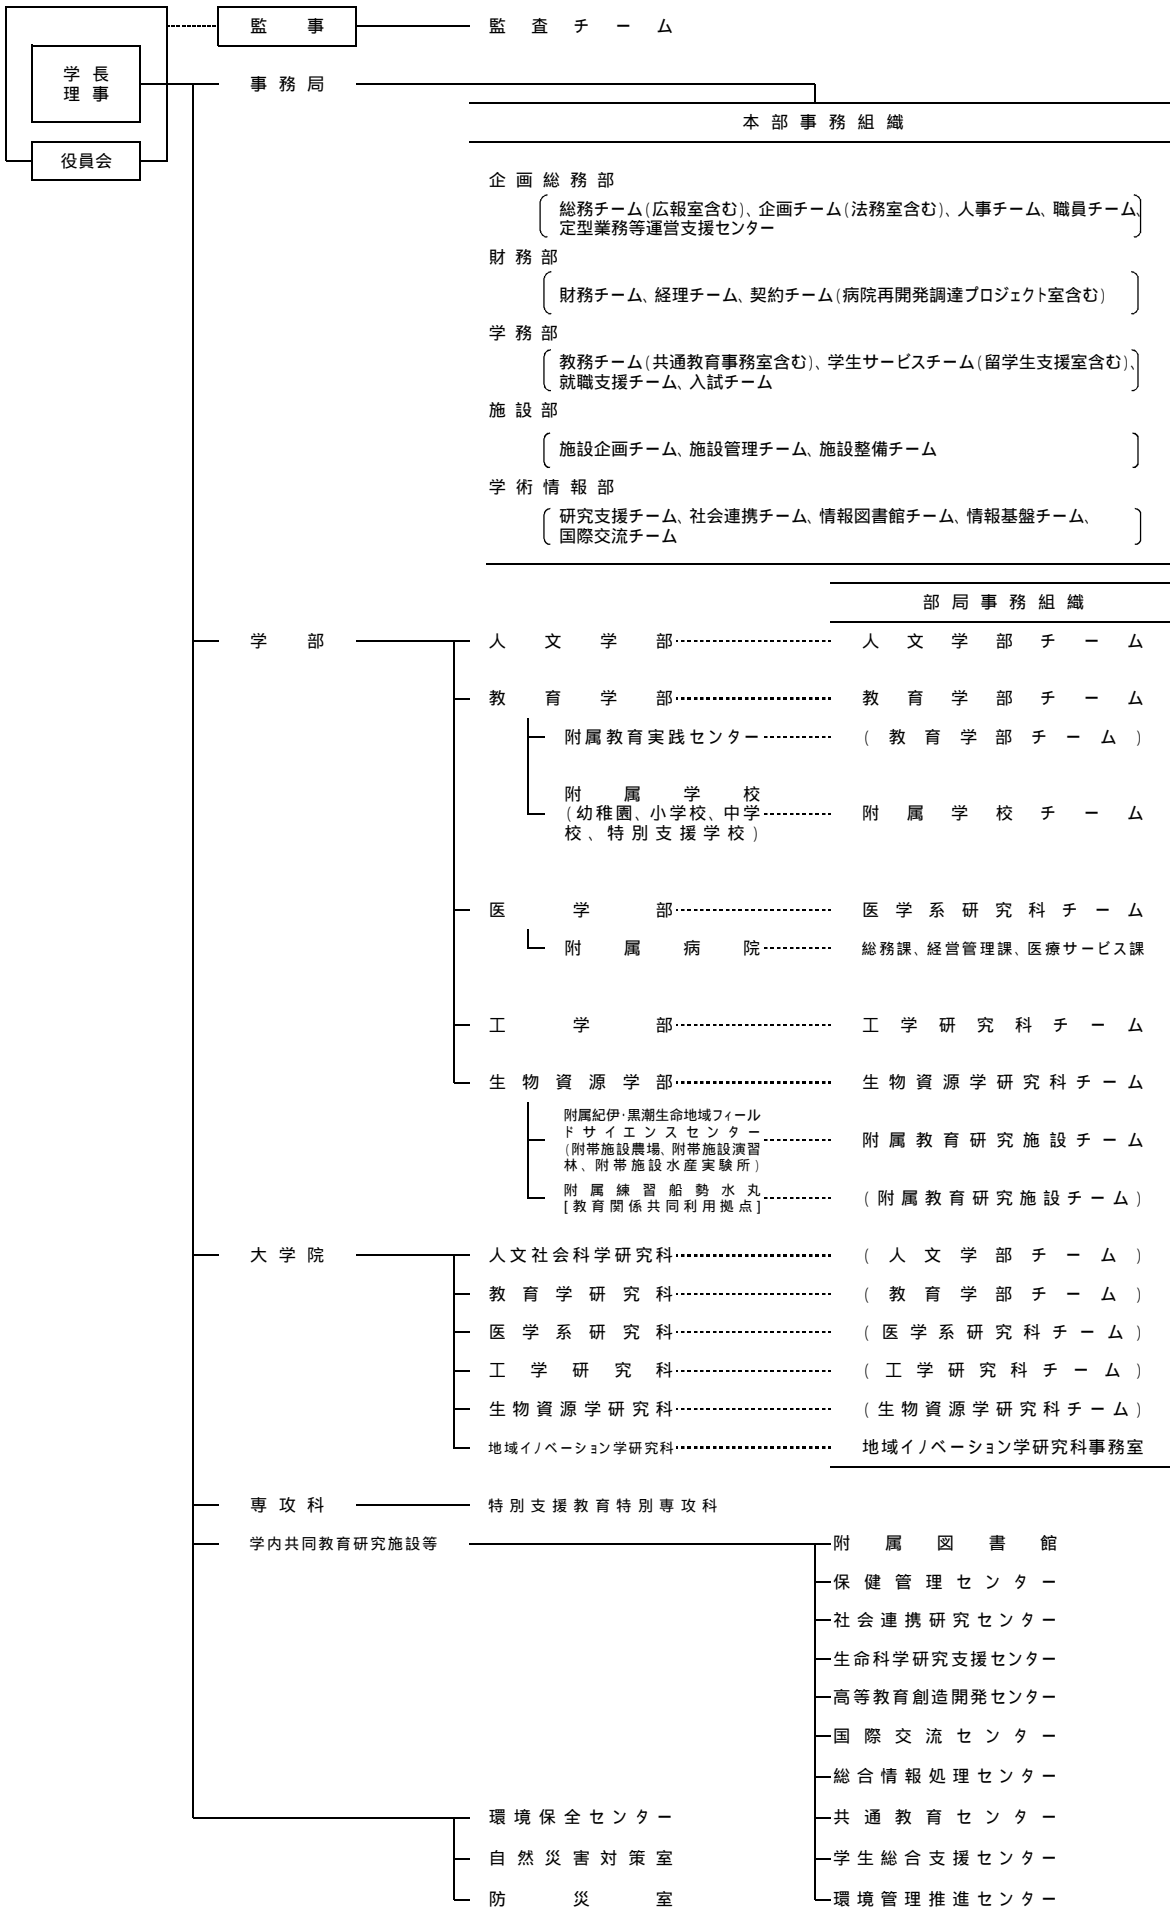 監事 監査チーム
学長
理事
事務局
本部事務組織
役員会
企画総務部
総務チーム(広報室含む)、企画チーム(法務室含む)、人事チーム、職員チーム、
定型業務等運営支援センター
財務部
財務チーム、経理チーム、契約チーム(病院再開発調達プロジェクト室含む)
学務部
教務チーム(共通教育事務室含む)、学生サービスチーム(留学生支援室含む)、
就職支援チーム、入試チーム
施設部
施設企画チーム、施設管理チーム、施設整備チーム
学術情報部
研究支援チーム、社会連携チーム、情報図書館チーム、情報基盤チーム、
国際交流チーム
部局事務組織
学部 人文学部 人文学部チーム
教育学部 教育学部チーム
附属教育実践センター (教育学部チーム)
附属学校
(幼稚園、小学校、中学 附属学校チーム
校、特別支援学校)
医学部 医学系研究科チーム
附属病院 総務課、経営管理課、医療サービス課
工学部 工学研究科チーム
生物資源学部 生物資源学研究科チーム
附属紀伊・黒潮生命地域フィール
ドサイエンスセンター
(附帯施設農場、附帯施設演習
林、附帯施設水産実験所)
附属教育研究施設チーム
附属練習船勢水丸
[教育関係共同利用拠点]
(附属教育研究施設チーム)
大学院 人文社会科学研究科 (人文学部チーム)
教育学研究科 (教育学部チーム)
医学系研究科 (医学系研究科チーム)
工学研究科 (工学研究科チーム)
生物資源学研究科 (生物資源学研究科チーム)
地域イノベーション学研究科 地域イノベーション学研究科事務室
専攻科 特別支援教育特別専攻科
学内共同教育研究施設等 附属図書館
保健管理センター
社会連携研究センター
生命科学研究支援センター
高等教育創造開発センター
国際交流センター
総合情報処理センター
環境保全センター 共通教育センター
自然災害対策室 学生総合支援センター
防災室 環境管理推進センター